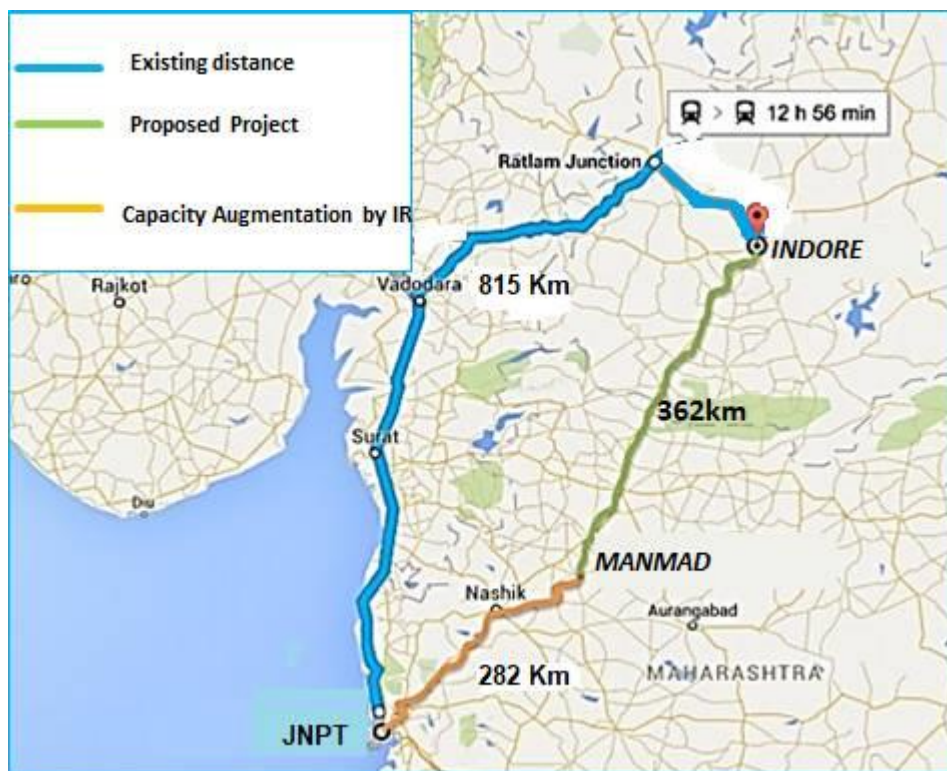 Existing distance
Proposed Project
Capacity Augmentation by IR
12 h 56 min
Ratlam Junction
INDORE
Rajkot
Vadodara
815 Km
362km
Surat
Diu
MANMAD
Nashik
Aurangabad
282 Km
MAHARASHTRA
JNPT